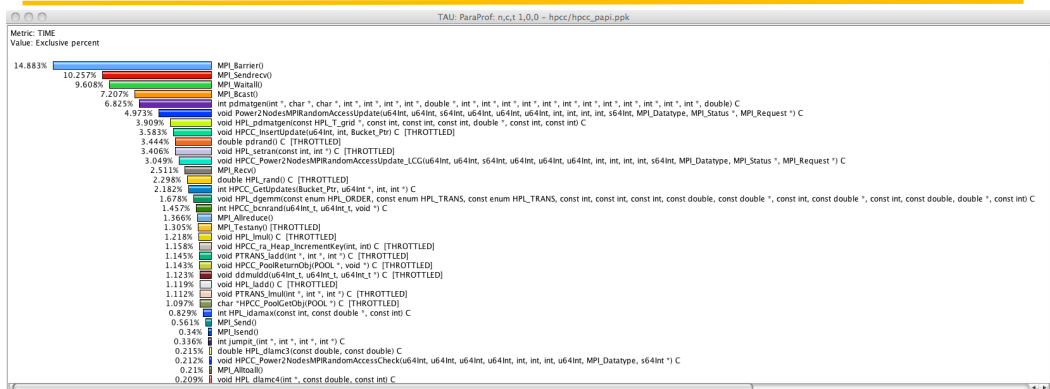 TAU: ParaProf: n,c,t 1,0,0 – hpcc/hpcc_papi.ppk
Metric: TIME
Value: Exclusive percent
14.883% MPI_Barrier()
10.257% MPI_Sendrecv()
9.608% MPI_Waitall()
7.207% MPI_Bcast()
6.825% int pdmatgen(int *, char *, char *, int *, int *, int *, int *, double *, int *, int *, int *, int *, int *, int *, int *, int *, int *, int *, int *, int *, double) C
4.973% void Power2NodesMPIRandomAccessUpdate(u64Int, u64Int, s64Int, u64Int, u64Int, int, u64Int, int, int, int, int, s64Int, MPI_Datatype, MPI_Status *, MPI_Request *) C
3.909% void HPL_pdmatgen(const HPL_T_grid *, const int, const int, const int, double *, const int, const int) C
3.583% void HPCC_InsertUpdate(u64Int, int, Bucket_Ptr) C [THROTTLED]
3.444% double pdrand() C [THROTTLED]
3.406% void HPL_setran(const int, int *) C [THROTTLED]
3.049% void HPCC_Power2NodesMPIRandomAccessUpdate_LCG(u64Int, u64Int, s64Int, u64Int, u64Int, int, u64Int, int, int, int, int, s64Int, MPI_Datatype, MPI_Status *, MPI_Request *) C
2.511% MPI_Recv()
2.298% double HPL_rand() C [THROTTLED]
2.182% int HPCC_GetUpdates(Bucket_Ptr, u64Int *, int, int *) C
1.678% void HPL_dgemm(const enum HPL_ORDER, const enum HPL_TRANS, const enum HPL_TRANS, const int, const int, const int, const double, const double *, const int, const double *, const int, const double, double *, const int) C
1.457% int HPCC_bcnrand(u64Int_t, u64Int_t, void *) C
1.366% MPI_Allreduce()
1.305% MPI_Testany() [THROTTLED]
1.218% void HPL_lmul() C [THROTTLED]
1.158% void HPCC_ra_Heap_IncrementKey(int, int) C [THROTTLED]
1.145% void PTRANS_ladd(int *, int *, int *) C [THROTTLED]
1.143% void HPCC_PoolReturnObj(POOL *, void *) C [THROTTLED]
1.123% void ddmuldd(u64Int_t, u64Int_t, u64Int_t *) C [THROTTLED]
1.119% void HPL_ladd() C [THROTTLED]
1.112% void PTRANS_lmul(int *, int *, int *) C [THROTTLED]
1.097% char *HPCC_PoolGetObj(POOL *) C [THROTTLED]
0.829% int HPL_idamax(const int, const double *, const int) C
0.561% MPI_Send()
0.34% MPI_Isend()
0.336% int jumpit_(int *, int *, int *, int *) C
0.215% double HPL_dlamc3(const double, const double) C
0.212% void HPCC_Power2NodesMPIRandomAccessCheck(u64Int, u64Int, u64Int, u64Int, int, int, int, u64Int, MPI_Datatype, s64Int *) C
0.21% MPI_Alltoall()
0.209% void HPL_dlamc4(int *, const double, const int) C